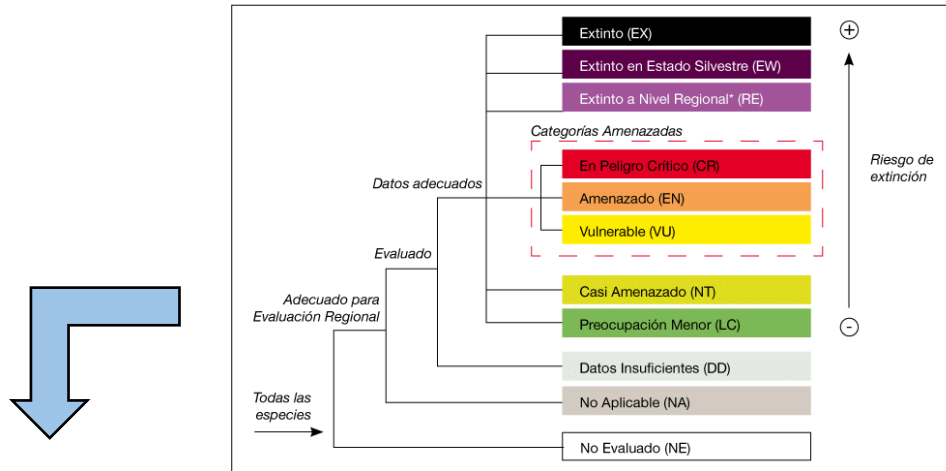 Extinto (EX)
+
Extinto en Estado Silvestre (EW)
Extinto a Nivel Regional* (RE)
Categorías Amenazadas
En Peligro Crítico (CR)
Riesgo de
extinción
Datos adecuados
Amenazado (EN)
Vulnerable (VU)
Evaluado
Casi Amenazado (NT)
Adecuado para
Evaluación Regional
Preocupación Menor (LC)
-
Datos Insuficientes (DD)
Todas las
especies
No Aplicable (NA)
No Evaluado (NE)